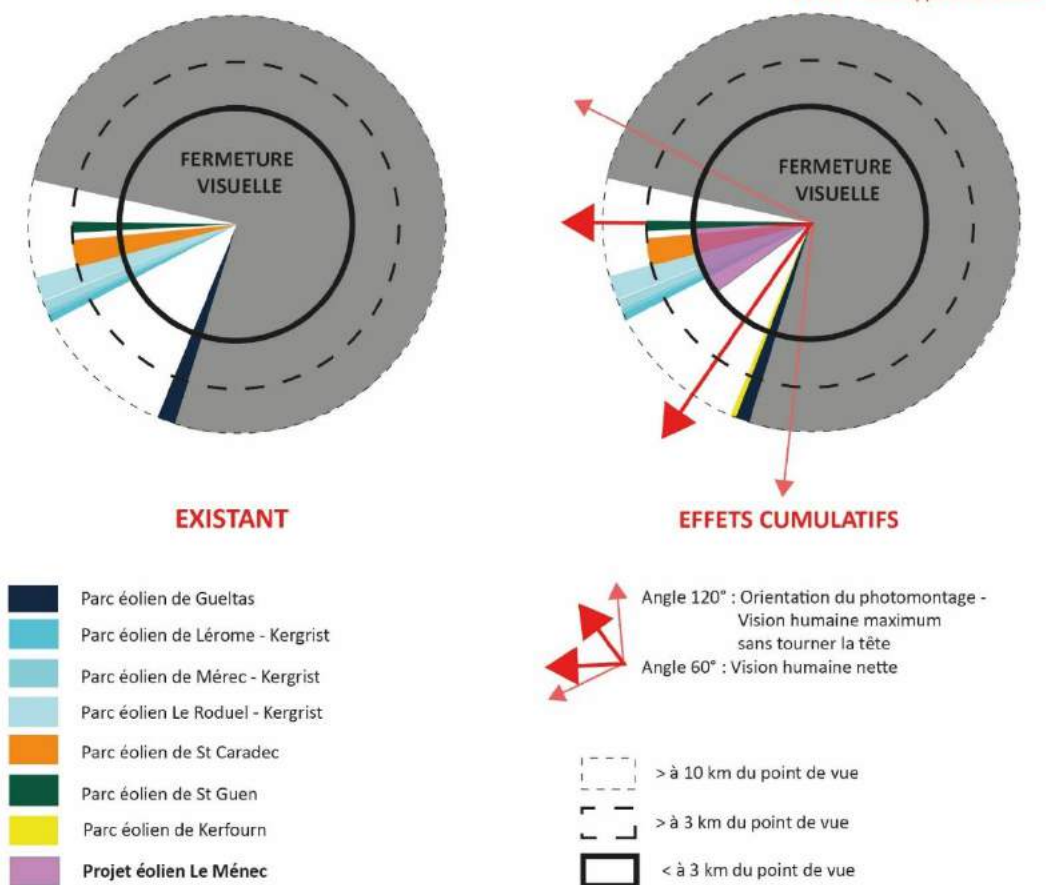 FERMETURE
VISUELLE
FERMETURE
VISUELLE
EXISTANT
EFFETS CUMULATIFS
Parc éolien de Gueltas
Parc éolien de Lérome - Kergrist
Parc éolien de Mérec - Kergrist
Parc éolien Le Roduel - Kergrist
Parc éolien de St Caradec
Parc éolien de St Guen
Parc éolien de Kerfourn
Projet éolien Le Ménec
Angle 120° : Orientation du photomontage -
Vision humaine maximum
sans tourner la tête
Angle 60° : Vision humaine nette
> à 10 km du point de vue
> à 3 km du point de vue
< à 3 km du point de vue